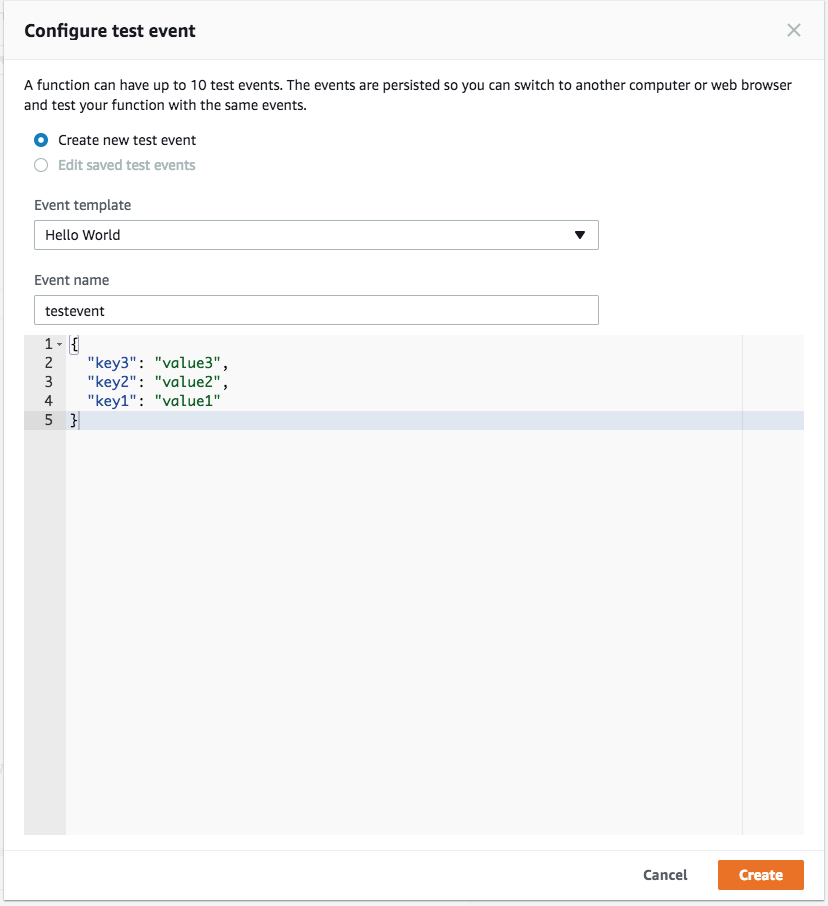 Configure test event
A function can have up to 10 test events. The events are persisted so you can switch to another computer or web browser
and test your function with the same events.
Create new test event
Edit saved test events
Event template
Hello World
Event name
testevent
1 {
2 "key3": "value3",
3 "key2": "value2",
4 "key1": "value1"
5 }
Cancel Create